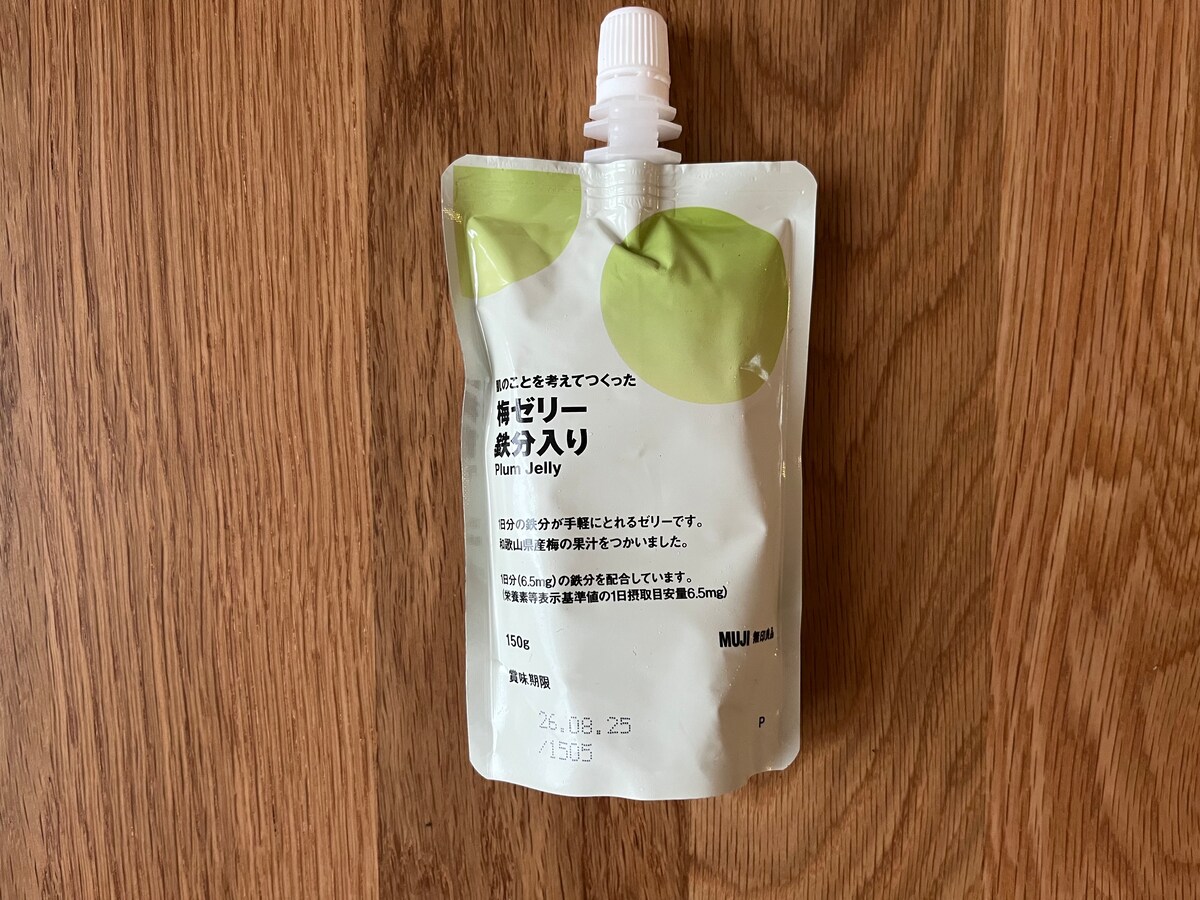 肌のことを考えてつくった
梅ゼリー
鉄分入り
Plum Jelly
1日分の鉄分が手軽にとれるゼリーです。
和歌山県産梅の果汁をつかいました。
1日分(6.5mg)の鉄分を配合しています。
(栄養素等表示基準値の1日摂取目安量6.5mg)
150g
MUJI 無印良品
賞味期限
26.08.25
/1505
P